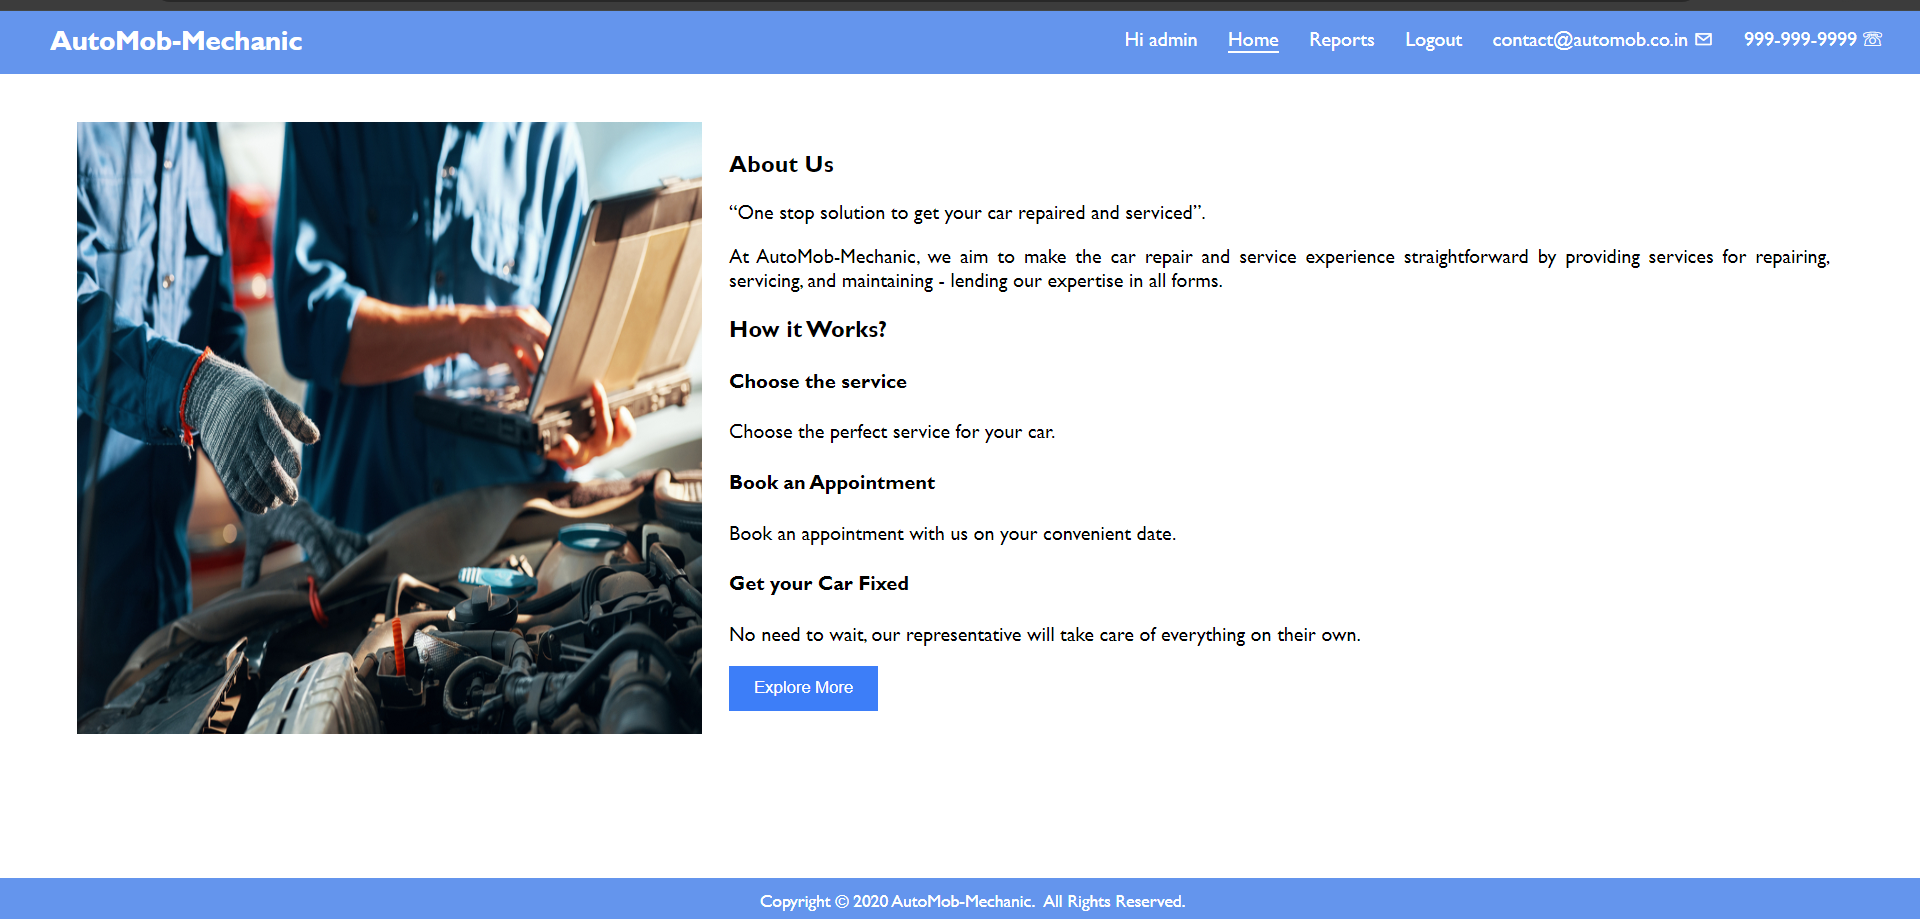 AutoMob-Mechanic
Hi admin Home Reports Logout contact@automob.co.in 999-999-9999
About Us
“One stop solution to get your car repaired and serviced”.
At AutoMob-Mechanic, we aim to make the car repair and service experience straightforward by providing services for repairing,
servicing, and maintaining - lending our expertise in all forms.
How it Works?
Choose the service
Choose the perfect service for your car.
Book an Appointment
Book an appointment with us on your convenient date.
Get your Car Fixed
No need to wait, our representative will take care of everything on their own.
Explore More
Copyright © 2020 AutoMob-Mechanic. All Rights Reserved.